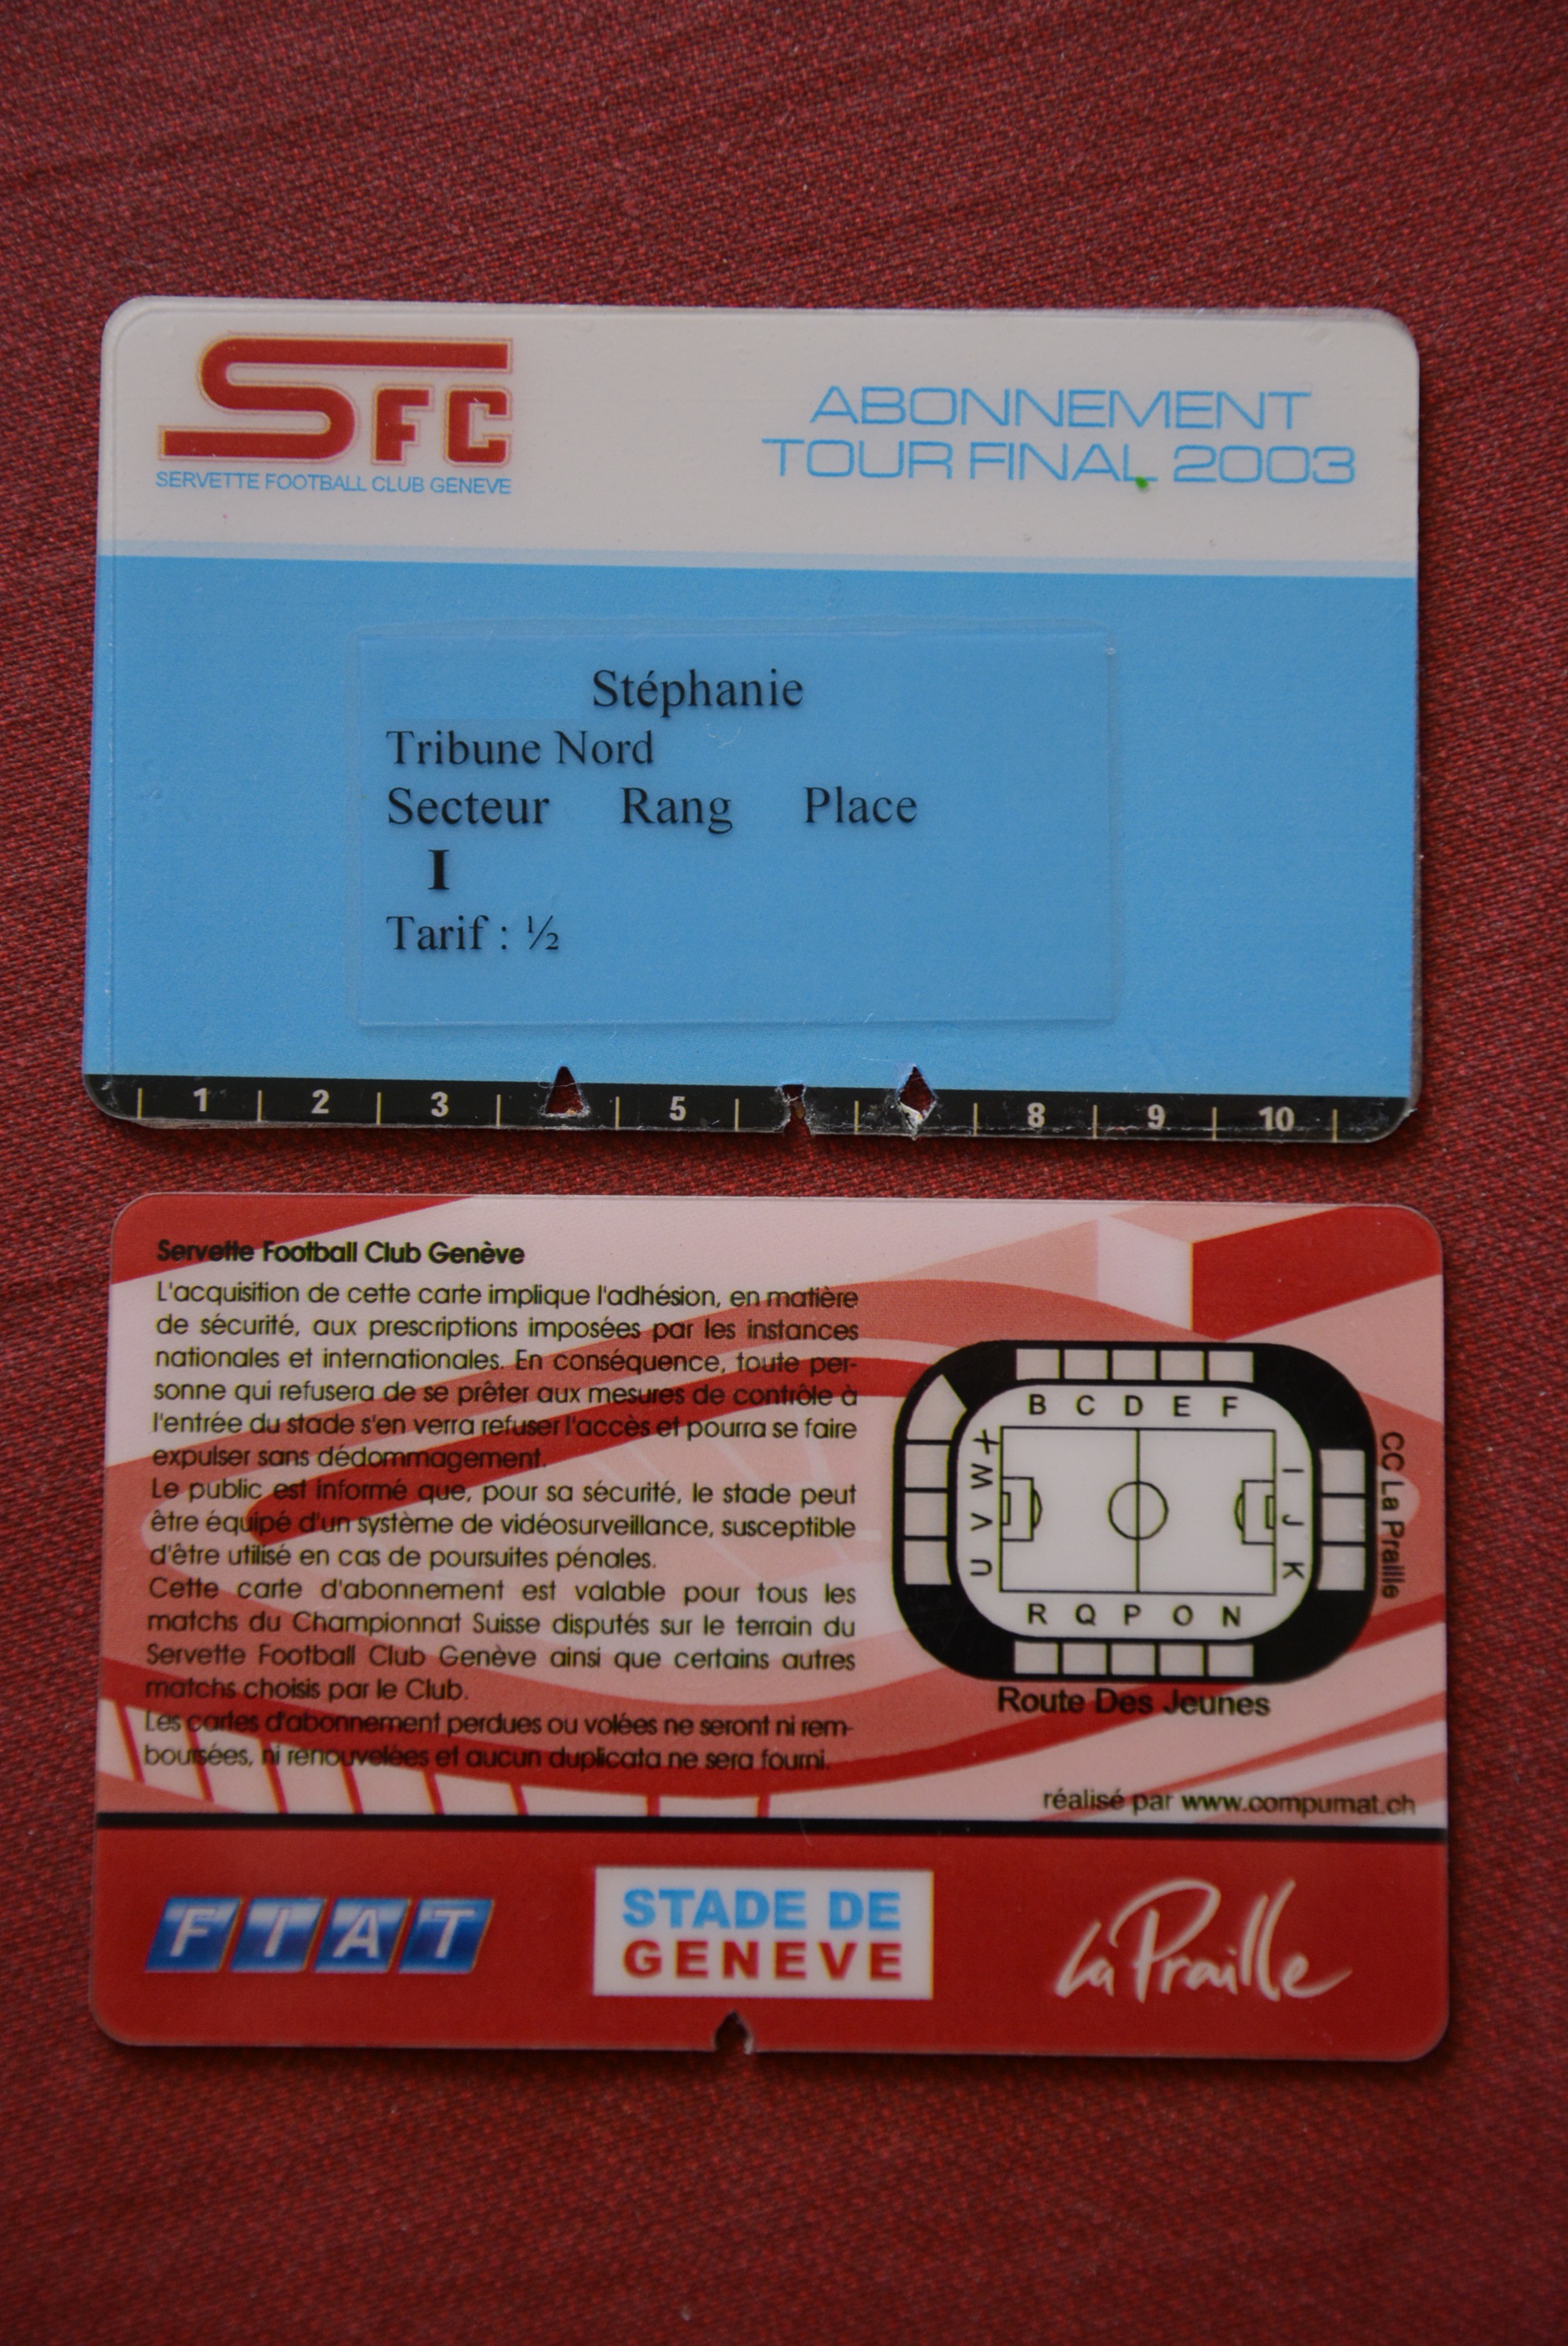 SFC
SERVETTE FOOTBALL CLUB GENEVE
ABONNEMENT
TOUR FINAL 2003
Stéphanie
Tribune Nord
Secteur Rang Place
I
Tarif : ½
1 2 3 5 8 9 10
Servette Football Club Genève
L'acquisition de cette carte implique l'adhésion, en matière
de sécurité, aux prescriptions imposées par les instances
nationales et internationales. En conséquence, toute per-
sonne qui refusera de se prêter aux mesures de contrôle à
l'entrée du stade s'en verra refuser l'accès et pourra se faire
expulser sans dédommagement.
Le public est informé que, pour sa sécurité, le stade peut
être équipé d'un système de vidéosurveillance, susceptible
d'être utilisé en cas de poursuites pénales.
Cette carte d'abonnement est valable pour tous les
matchs du Championnat Suisse disputés sur le terrain du
Servette Football Club Genève ainsi que certains autres
matchs choisis par le Club.
Les cartes d'abonnement perdues ou volées ne seront ni rem-
boursées, ni renouvelées et aucun duplicata ne sera fourni.
B C D E F
U V W +
I J K
R Q P O N
CC La Praille
Route Des Jeunes
réalisé par www.compumat.ch
FIAT
STADE DE
GENEVE
La Praille